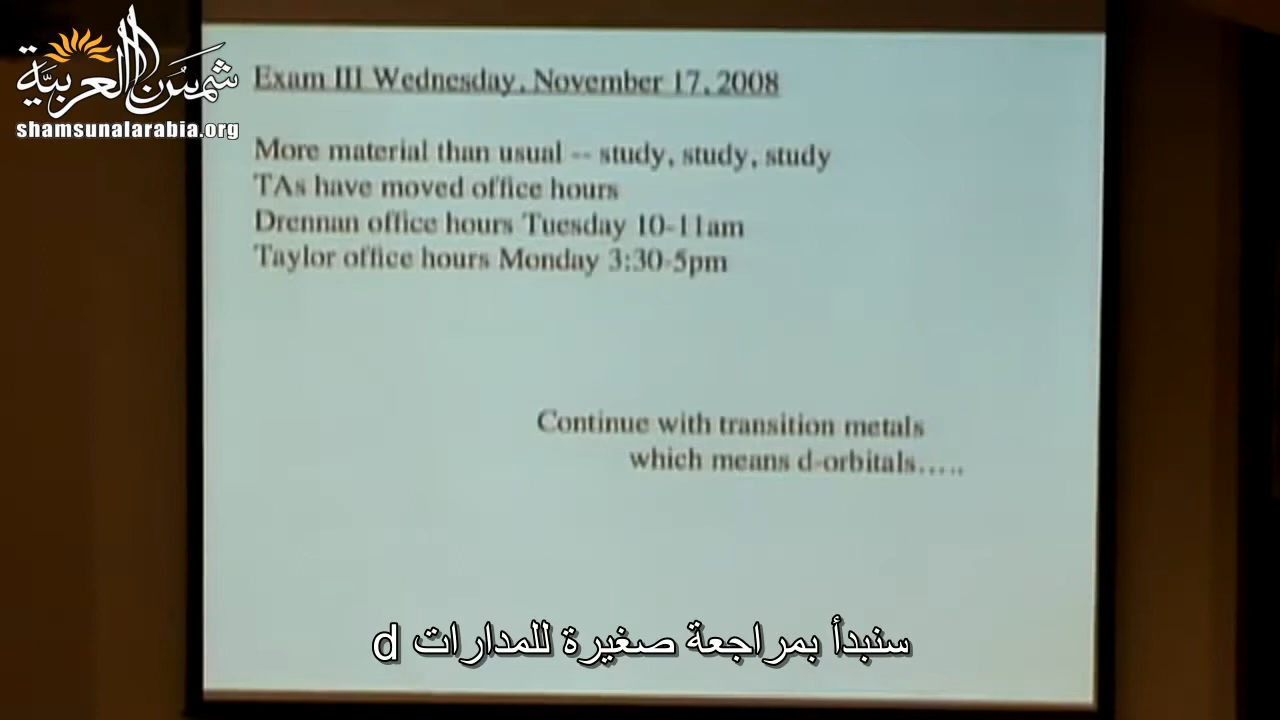 شمس العربية
shamsunalarabia.org
Exam III Wednesday, November 17, 2008
More material than usual -- study, study, study
TAs have moved office hours
Drennan office hours Tuesday 10-11am
Taylor office hours Monday 3:30-5pm
Continue with transition metals
which means d-orbitals…..
سنبدأ بمراجعة صغيرة للمدارات d